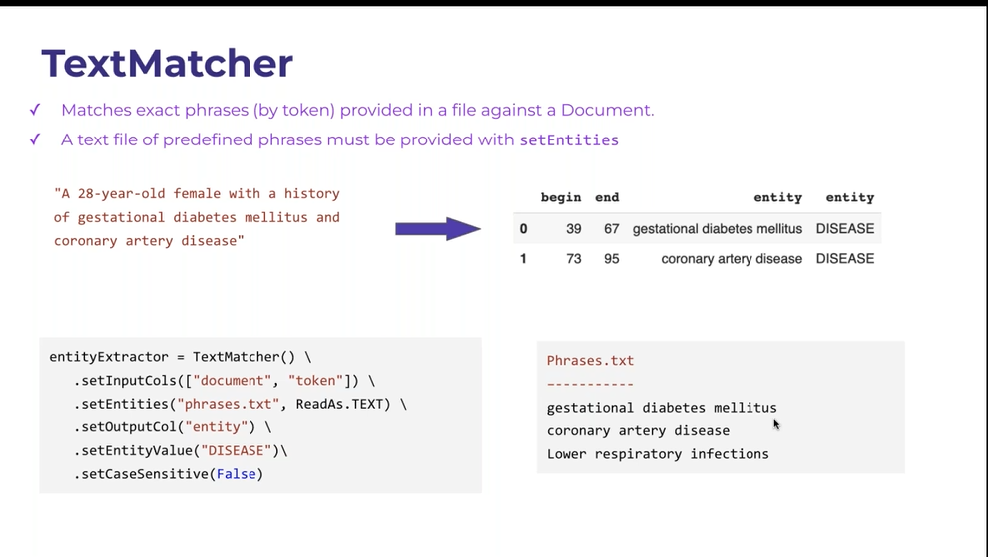 TextMatcher
✓ Matches exact phrases (by token) provided in a file against a Document.
✓ A text file of predefined phrases must be provided with setEntities
"A 28-year-old female with a history
of gestational diabetes mellitus and
coronary artery disease"
begin end entity entity
0 39 67 gestational diabetes mellitus DISEASE
1 73 95 coronary artery disease DISEASE
entityExtractor = TextMatcher() \
.setInputCols(["document", "token"]) \
.setEntities("phrases.txt", ReadAs.TEXT) \
.setOutputCol("entity") \
.setEntityValue("DISEASE")\
.setCaseSensitive(False)
Phrases.txt
-----------
gestational diabetes mellitus
coronary artery disease
Lower respiratory infections